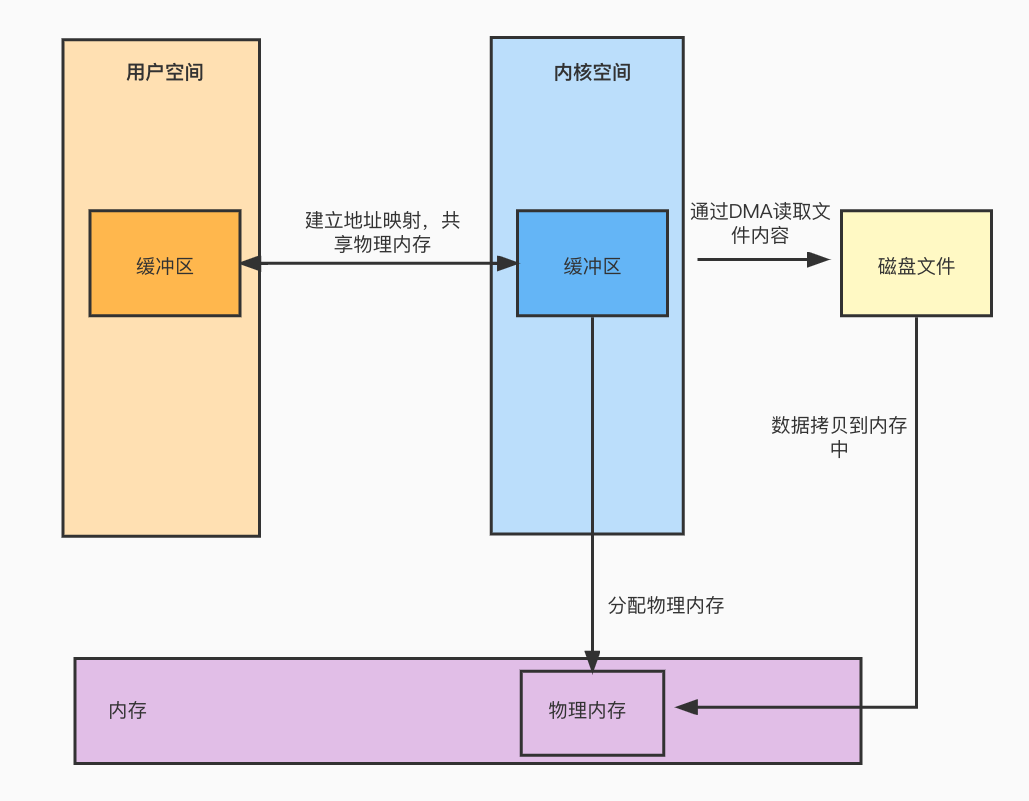 用户空间
内核空间
建立地址映射，共
享物理内存
通过DMA读取文
件内容
缓冲区
缓冲区
磁盘文件
数据拷贝到内存
中
分配物理内存
内存
物理内存